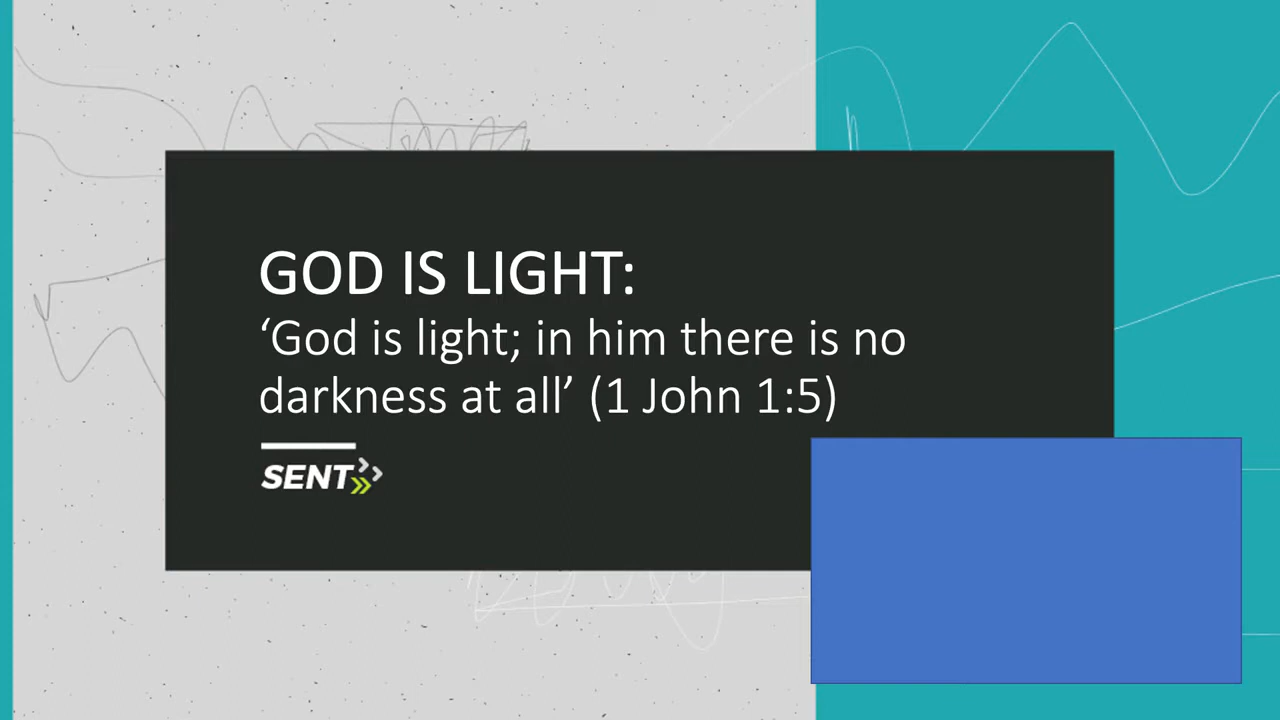 GOD IS LIGHT:
‘God is light; in him there is no
darkness at all’ (1 John 1:5)
SENT